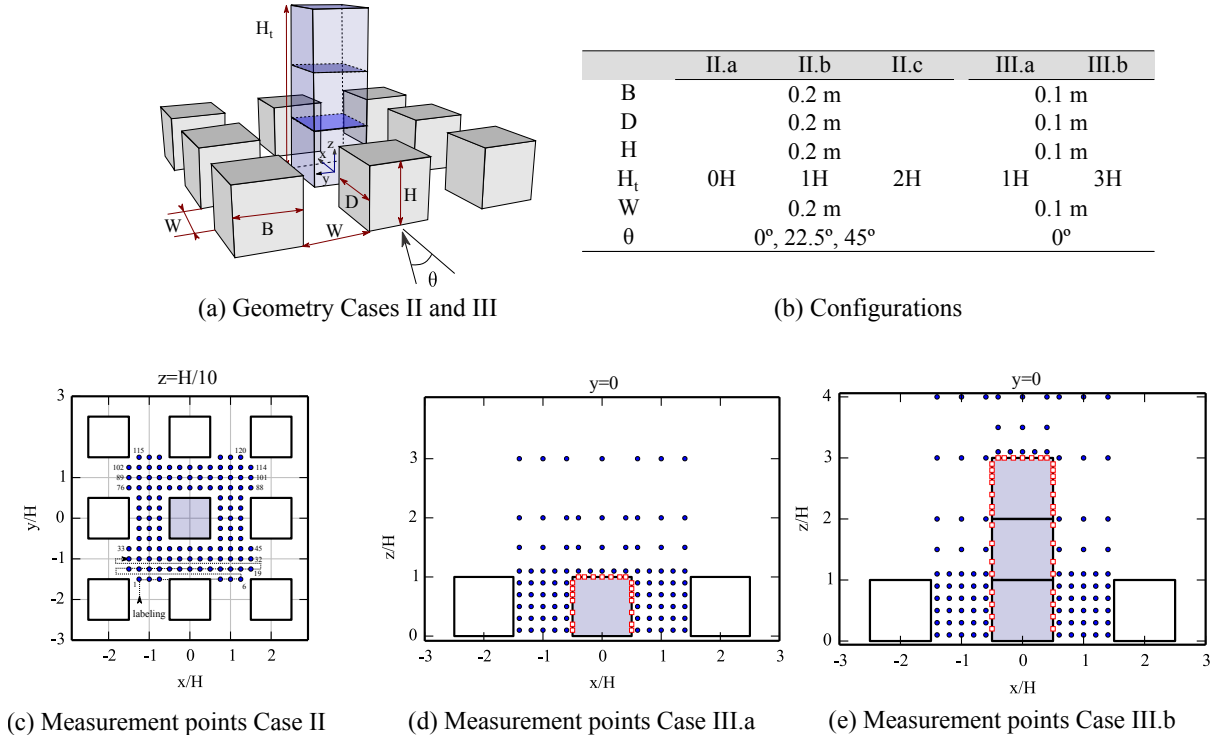 H_t
z
x
y
D
H
W
B
W
θ
(a) Geometry Cases II and III
II.a II.b II.c III.a III.b
B 0.2 m 0.1 m
D 0.2 m 0.1 m
H 0.2 m 0.1 m
H_t 0H 1H 2H 1H 3H
W 0.2 m 0.1 m
θ 0º, 22.5º, 45º 0º
(b) Configurations
z=H/10
3
115 120
102 114
1 89 101
76 88
y/H
0
33 45
-1 32
19
1 6
-2
labeling
-3
-2 -1 0 1 2
x/H
(c) Measurement points Case II
y=0
4
3
z/H
2
1
0
-3 -2 -1 0 1 2 3
x/H
(d) Measurement points Case III.a
y=0
4
3
z/H
2
1
0
-3 -2 -1 0 1 2 3
x/H
(e) Measurement points Case III.b